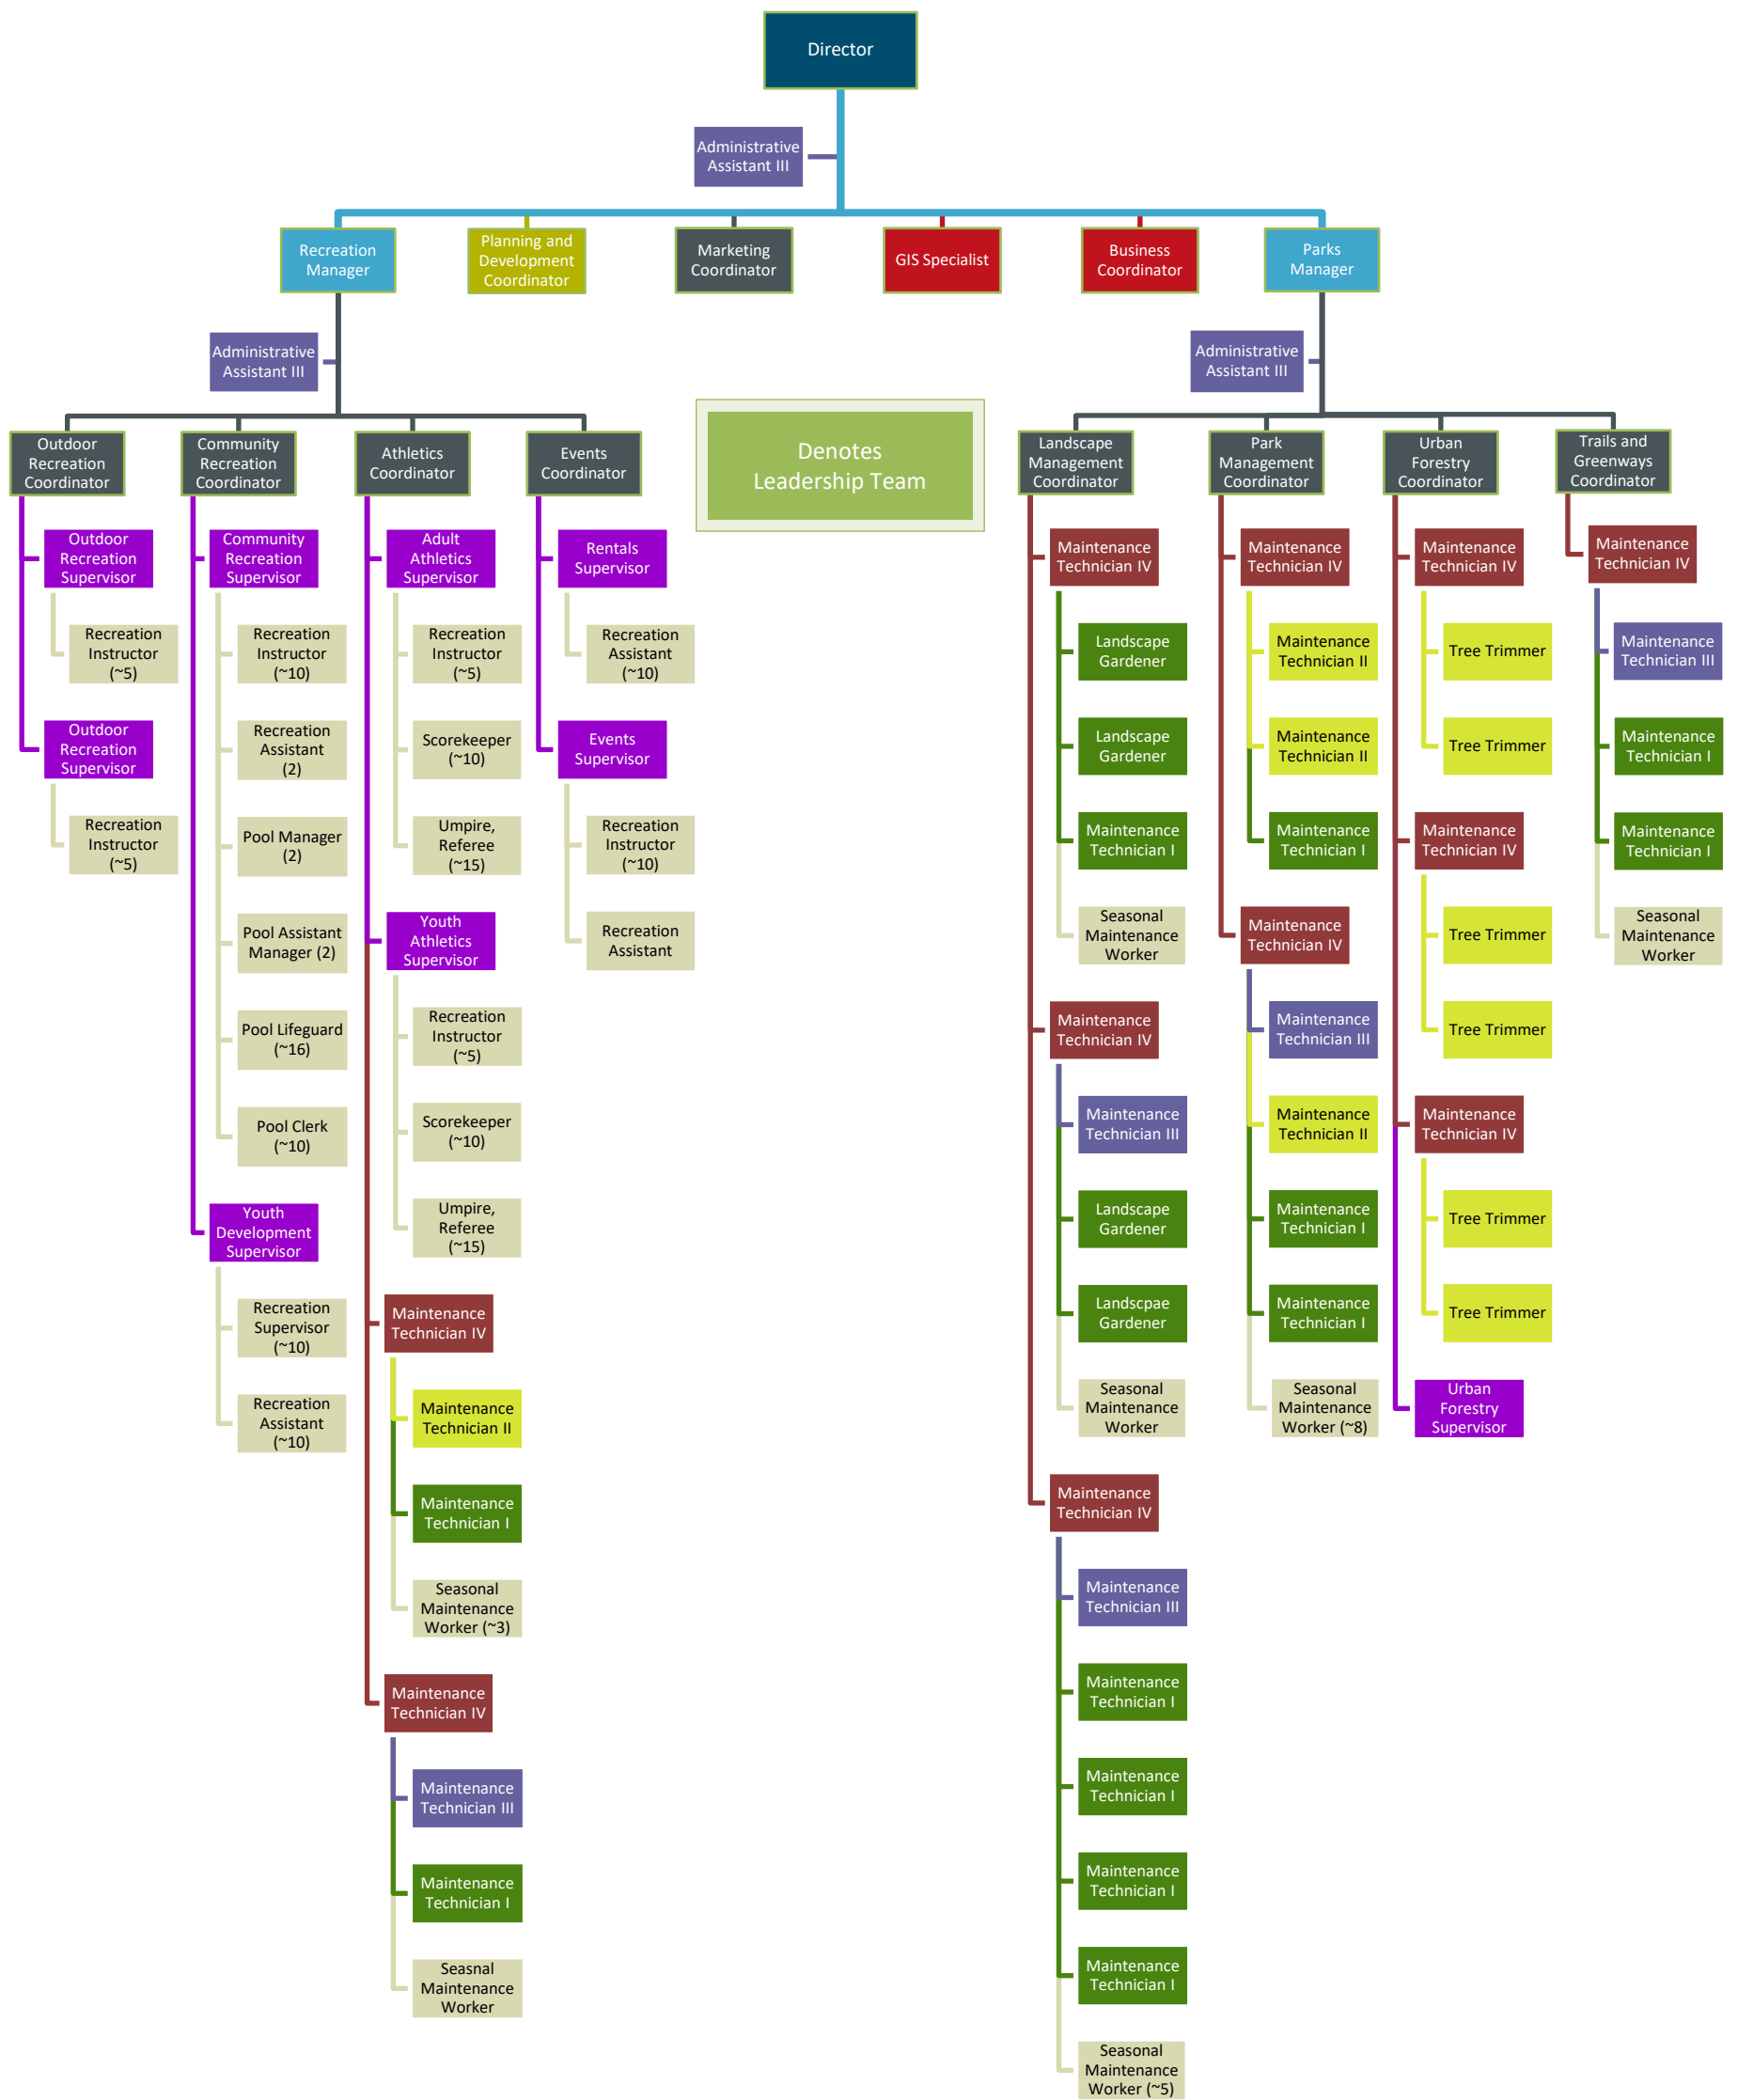 Director
Administrative
Assistant III
Recreation
Manager
Planning and
Development
Coordinator
Marketing
Coordinator
GIS Specialist
Business
Coordinator
Parks
Manager
Administrative
Assistant III
Administrative
Assistant III
Denotes
Leadership Team
Outdoor
Recreation
Coordinator
Outdoor
Recreation
Supervisor
Recreation
Instructor
(~5)
Outdoor
Recreation
Supervisor
Recreation
Instructor
(~5)
Community
Recreation
Coordinator
Community
Recreation
Supervisor
Recreation
Instructor
(~10)
Recreation
Assistant
(2)
Pool Manager
(2)
Pool Assistant
Manager (2)
Pool Lifeguard
(~16)
Pool Clerk
(~10)
Youth
Development
Supervisor
Recreation
Supervisor
(~10)
Recreation
Assistant
(~10)
Athletics
Coordinator
Adult
Athletics
Supervisor
Recreation
Instructor
(~5)
Scorekeeper
(~10)
Umpire,
Referee
(~15)
Youth
Athletics
Supervisor
Recreation
Instructor
(~5)
Scorekeeper
(~10)
Umpire,
Referee
(~15)
Maintenance
Technician IV
Maintenance
Technician II
Maintenance
Technician I
Seasonal
Maintenance
Worker (~3)
Maintenance
Technician IV
Maintenance
Technician III
Maintenance
Technician I
Seasnal
Maintenance
Worker
Events
Coordinator
Rentals
Supervisor
Recreation
Assistant
(~10)
Events
Supervisor
Recreation
Instructor
(~10)
Recreation
Assistant
Landscape
Management
Coordinator
Maintenance
Technician IV
Landscape
Gardener
Landscape
Gardener
Maintenance
Technician I
Seasonal
Maintenance
Worker
Maintenance
Technician IV
Maintenance
Technician III
Landscape
Gardener
Landscpae
Gardener
Seasonal
Maintenance
Worker
Maintenance
Technician IV
Maintenance
Technician III
Maintenance
Technician I
Maintenance
Technician I
Maintenance
Technician I
Maintenance
Technician I
Seasonal
Maintenance
Worker (~5)
Park
Management
Coordinator
Maintenance
Technician IV
Maintenance
Technician II
Maintenance
Technician II
Maintenance
Technician I
Maintenance
Technician IV
Maintenance
Technician III
Maintenance
Technician II
Maintenance
Technician I
Maintenance
Technician I
Seasonal
Maintenance
Worker (~8)
Urban
Forestry
Coordinator
Maintenance
Technician IV
Tree Trimmer
Tree Trimmer
Maintenance
Technician IV
Tree Trimmer
Tree Trimmer
Maintenance
Technician IV
Tree Trimmer
Tree Trimmer
Urban
Forestry
Supervisor
Trails and
Greenways
Coordinator
Maintenance
Technician IV
Maintenance
Technician III
Maintenance
Technician I
Maintenance
Technician I
Seasonal
Maintenance
Worker